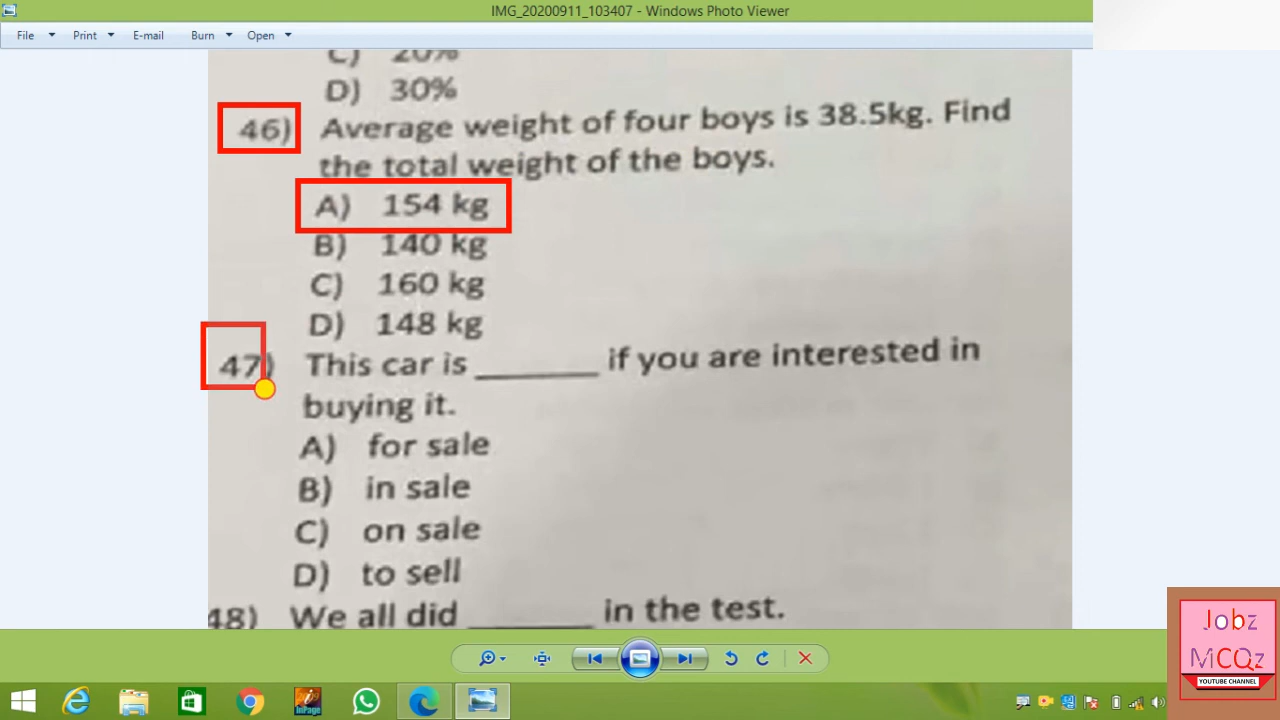 IMG_20200911_103407 - Windows Photo Viewer
File Print E-mail Burn Open
C) 20%
D) 30%
46) Average weight of four boys is 38.5kg. Find
the total weight of the boys.
A) 154 kg
B) 140 kg
C) 160 kg
D) 148 kg
47) This car is ________ if you are interested in
buying it.
A) for sale
B) in sale
C) on sale
D) to sell
48) We all did ________ in the test.
Jobz
MCQz
YOUTUBE CHANNEL
InPage